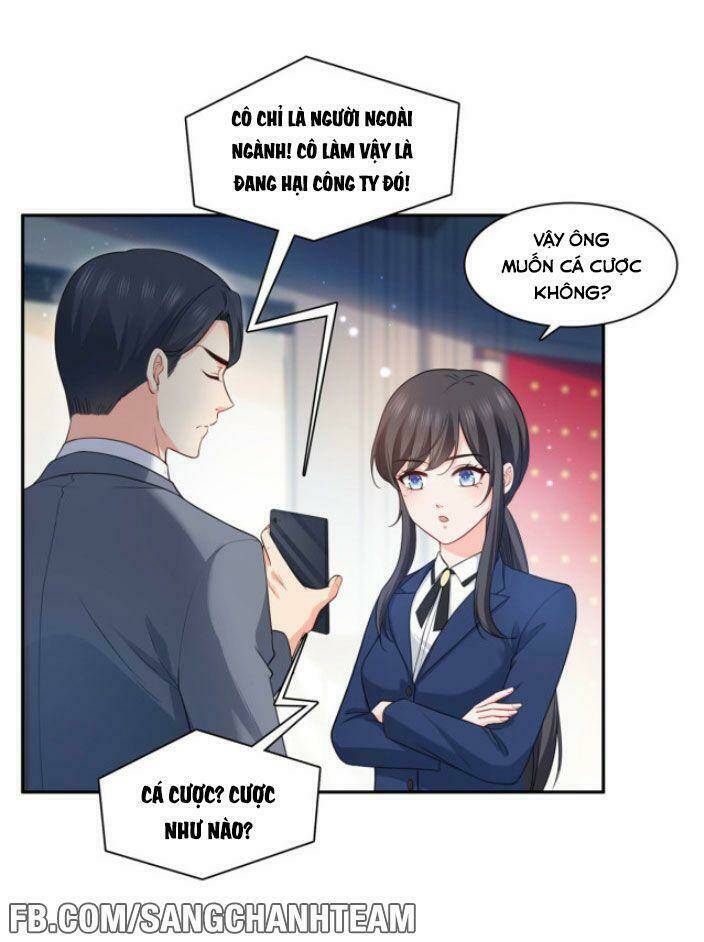 CÔ CHỈ LÀ NGƯỜI NGOÀI
NGÀNH! CÔ LÀM VẬY LÀ
ĐANG HẠI CÔNG TY ĐÓ!
VẬY ÔNG
MUỐN CÁ CƯỢC
KHÔNG?
CÁ CƯỢC? CƯỢC
NHƯ NÀO?
FB.COM/SANGCHANHTEAM